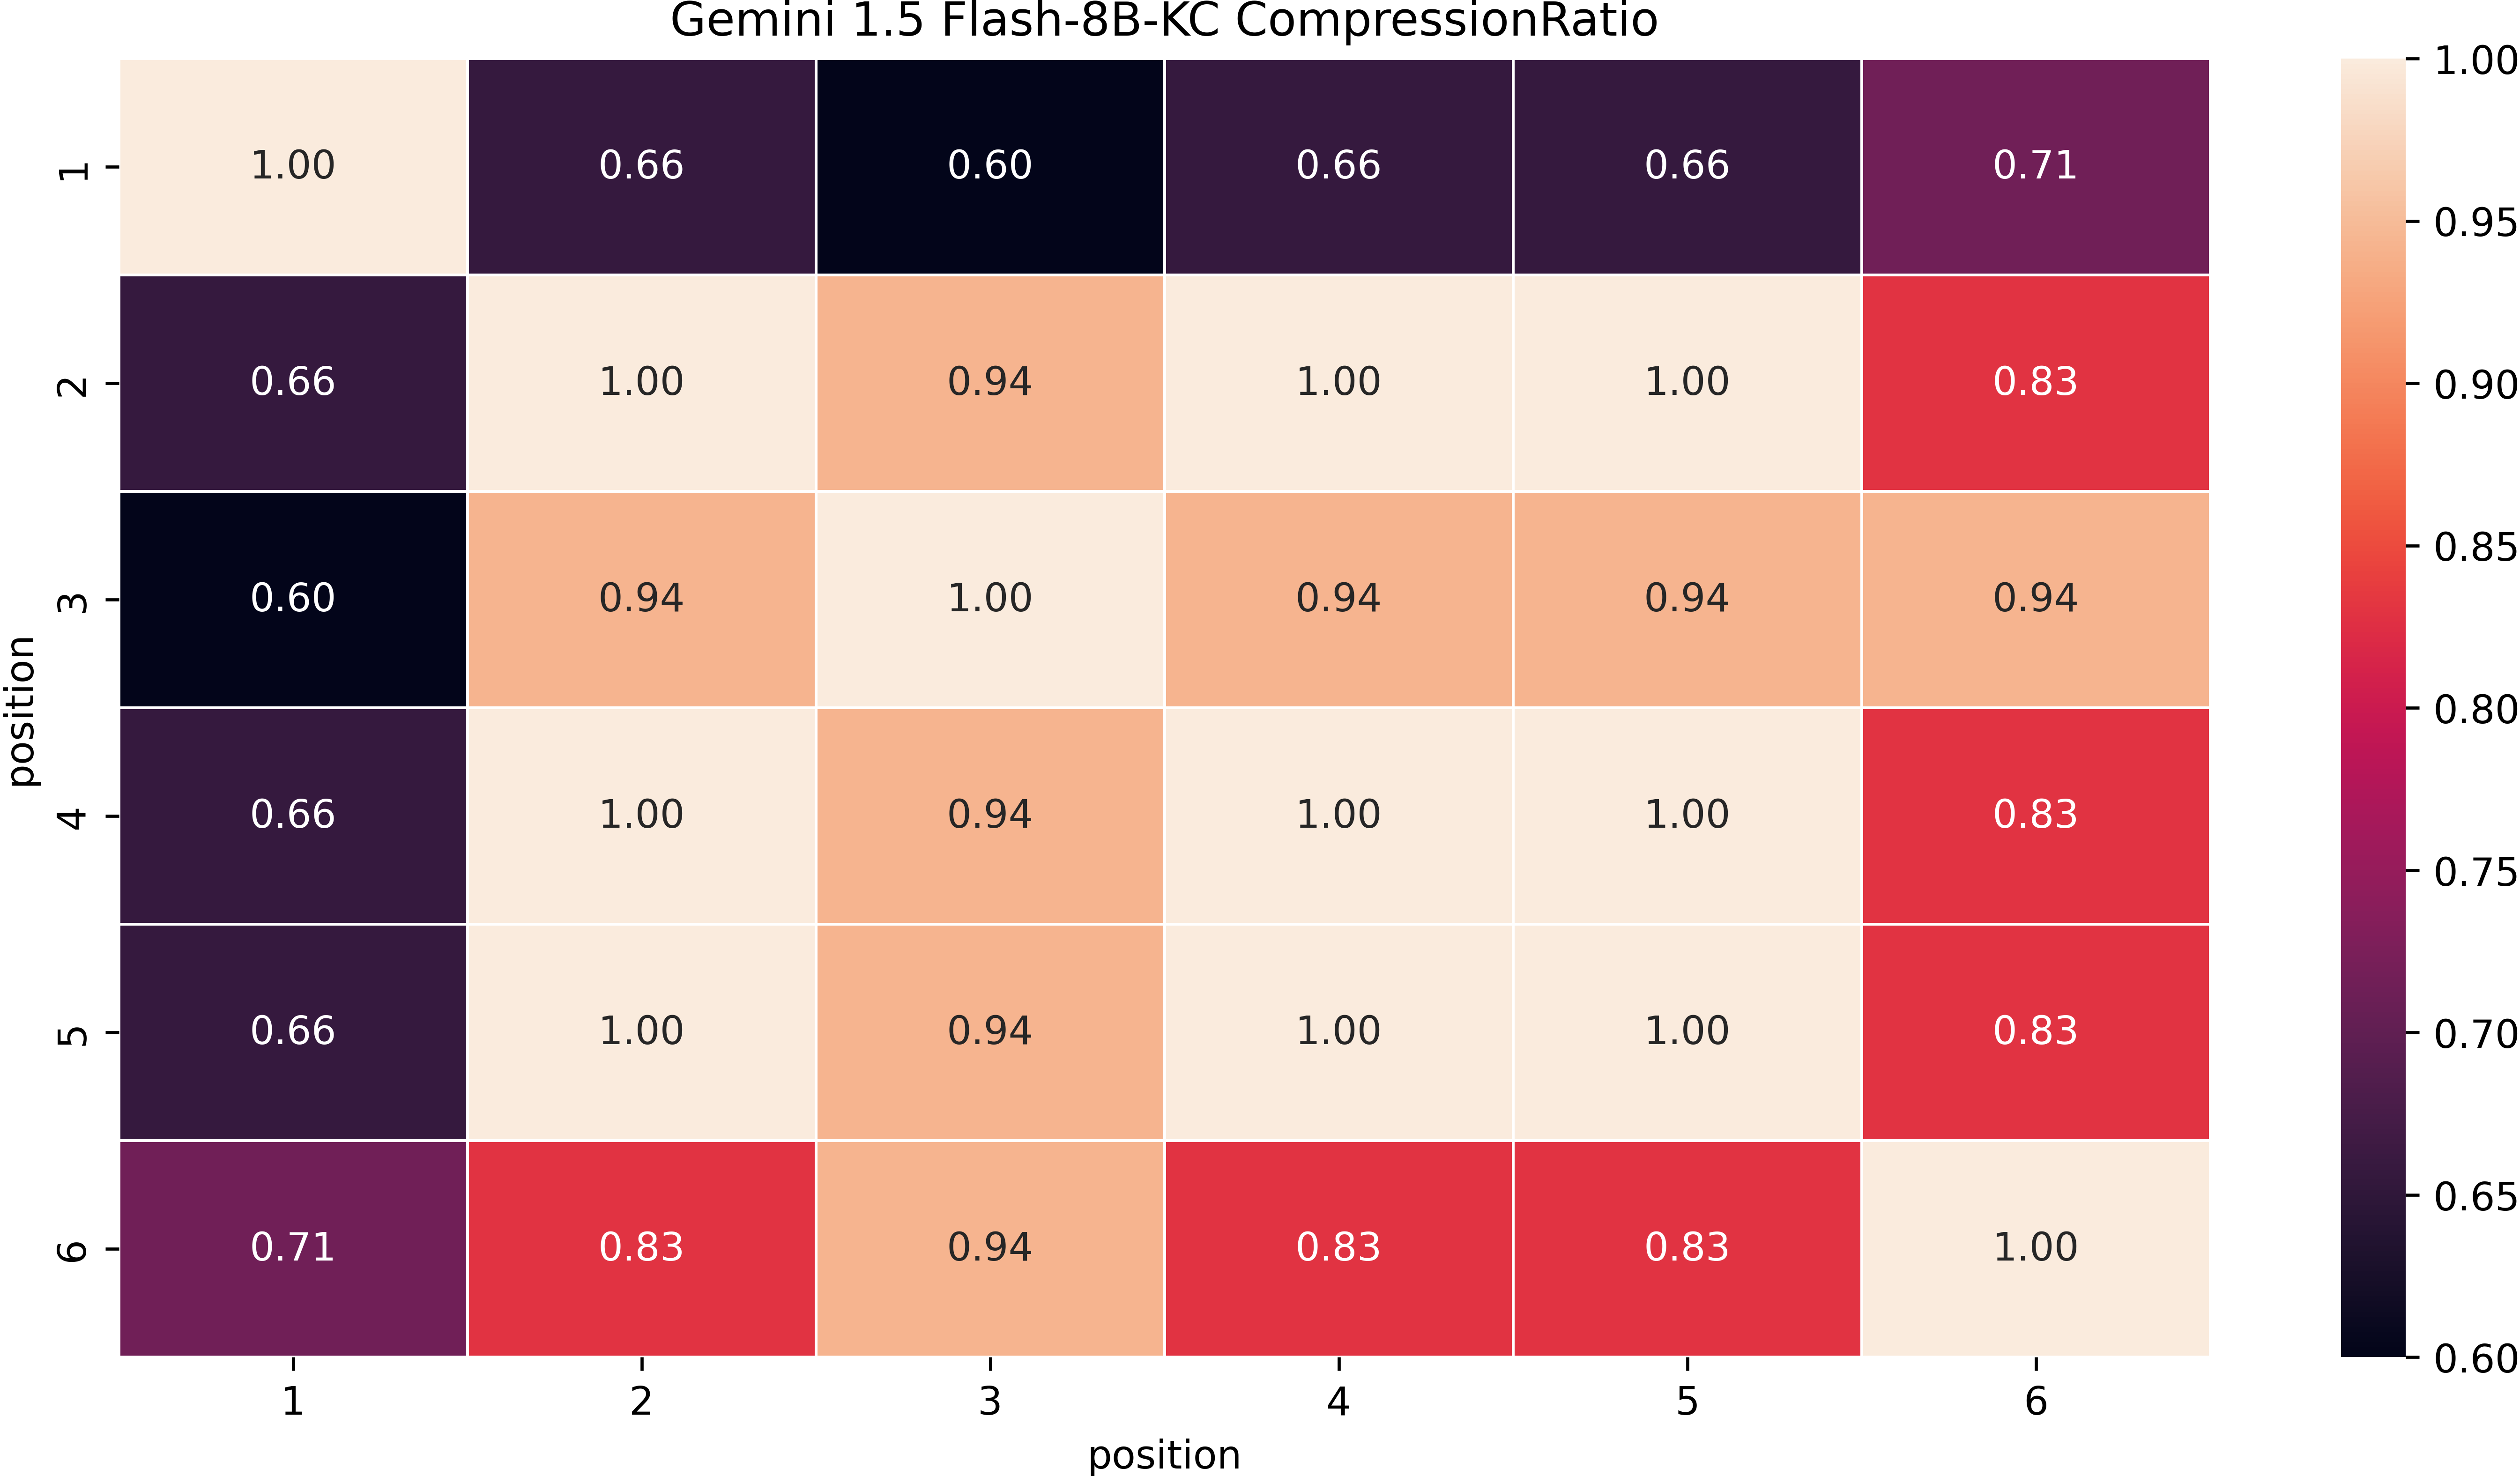 Gemini 1.5 Flash-8B-KC CompressionRatio
position
1 1.00 0.66 0.60 0.66 0.66 0.71
2 0.66 1.00 0.94 1.00 1.00 0.83
3 0.60 0.94 1.00 0.94 0.94 0.94
4 0.66 1.00 0.94 1.00 1.00 0.83
5 0.66 1.00 0.94 1.00 1.00 0.83
6 0.71 0.83 0.94 0.83 0.83 1.00
1 2 3 4 5 6
position
1.00
0.95
0.90
0.85
0.80
0.75
0.70
0.65
0.60